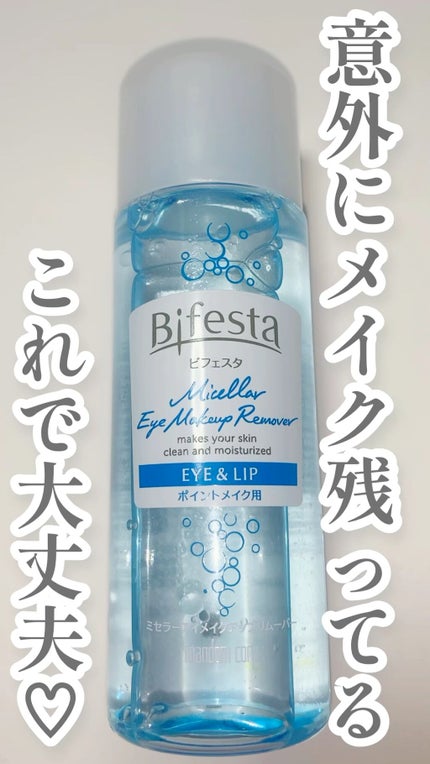 意外にメイク残ってる
これで大丈夫♡
Bifesta
ビフェスタ
Micellar
Eye Makeup Remover
makes your skin
clean and moisturized
EYE & LIP
ポイントメイク用
mandom corp.